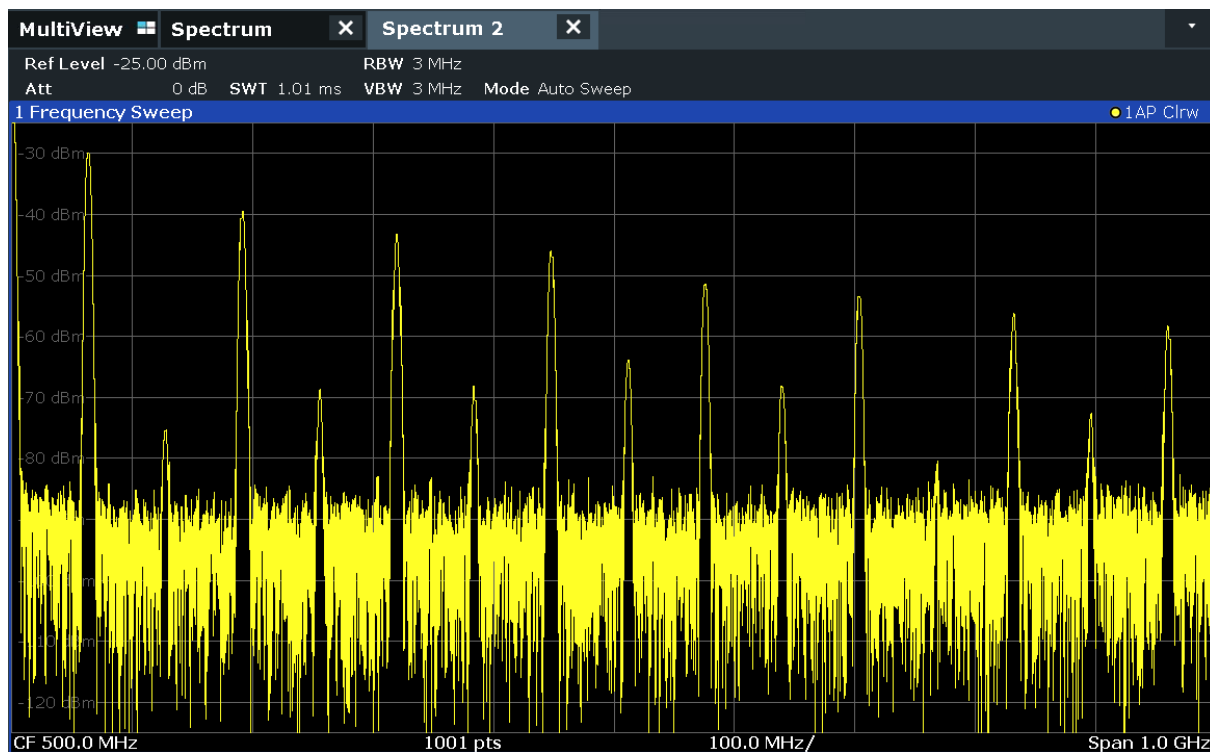 MultiView Spectrum X Spectrum 2 X
Ref Level -25.00 dBm RBW 3 MHz
Att 0 dB SWT 1.01 ms VBW 3 MHz Mode Auto Sweep
1 Frequency Sweep 1AP Clrw
-30 dBm
-40 dBm
-50 dBm
-60 dBm
-70 dBm
-80 dBm
-110 dBm
-120 dBm
CF 500.0 MHz 1001 pts 100.0 MHz/ Span 1.0 GHz